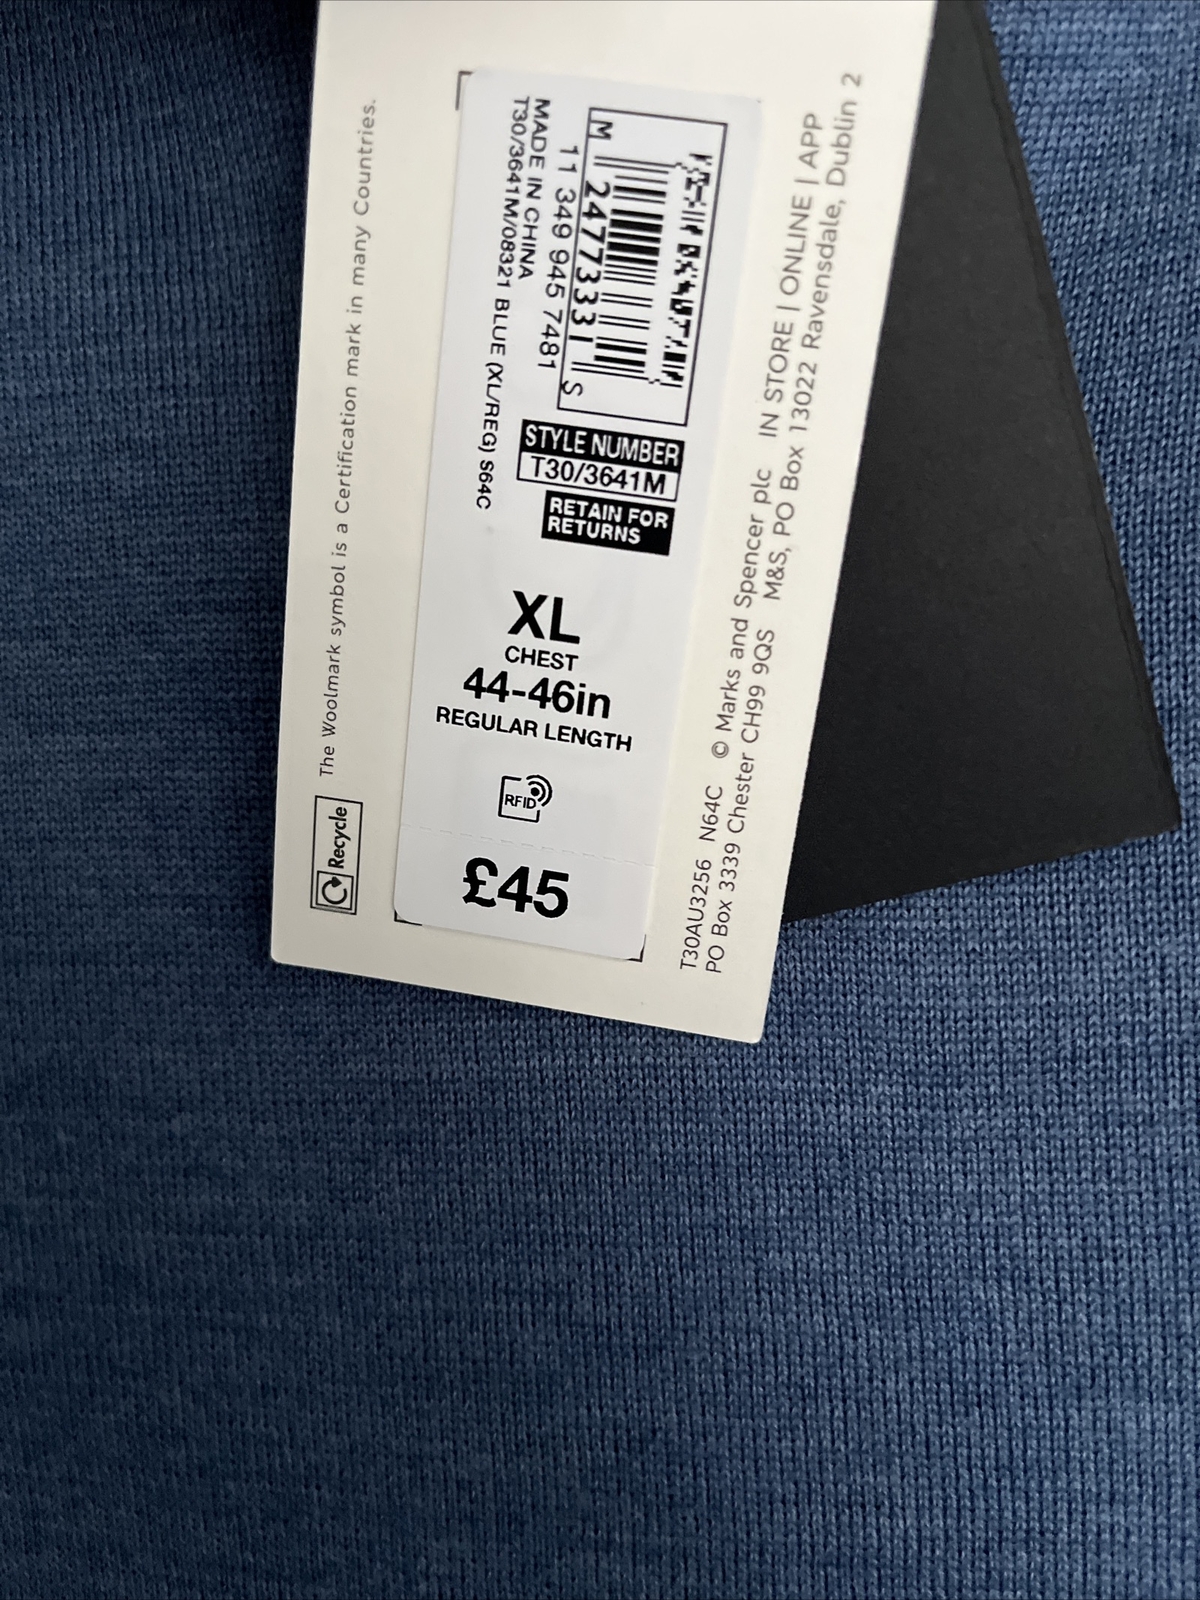 The Woolmark symbol is a Certification mark in many Countries.
Recycle
M 24773331 S
11 349 945 7481
MADE IN CHINA
T30/3641M/08321 BLUE (XL/REG) S64C
STYLE NUMBER
T30/3641M
RETAIN FOR
RETURNS
XL
CHEST
44-46in
REGULAR LENGTH
RFID
£45
T30AU3256 N64C © Marks and Spencer plc IN STORE | ONLINE | APP
PO Box 3339 Chester CH99 9QS M&S, PO Box 13022 Ravensdale, Dublin 2